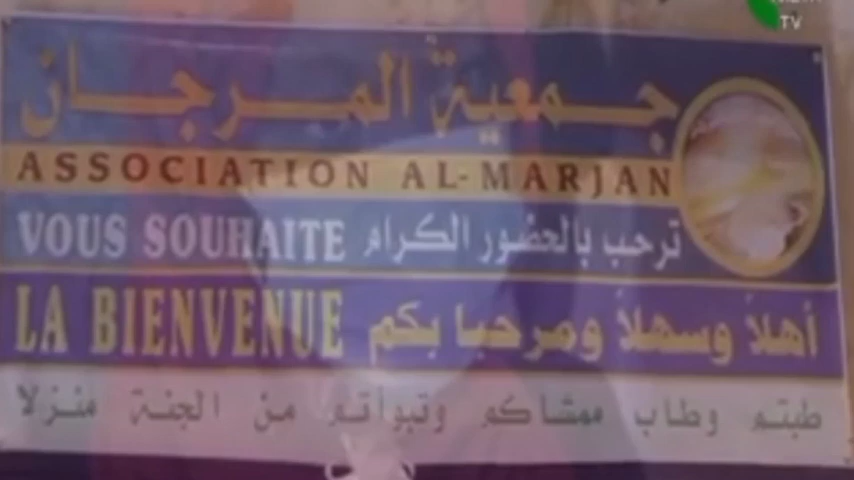 TV
جمعية المرجان
ASSOCIATION AL-MARJAN
VOUS SOUHAITE ترحب بالحضور الكرام
LA BIENVENUE أهلاً وسهلاً ومرحبا بكم
طبتم وطاب ممشاكم وتبوأتم من الجنة منزلا